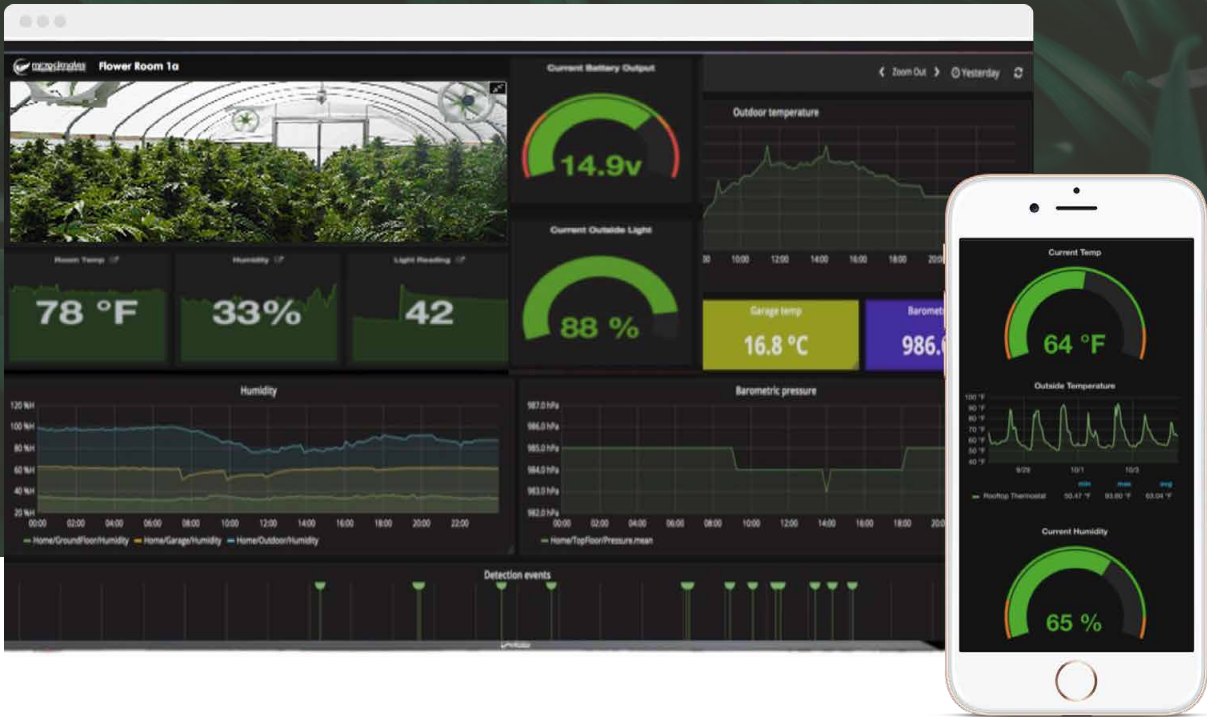 microclimates
Flower Room 1a
Current Battery Output
14.9v
Zoom Out
Yesterday
Outdoor temperature
10:00 12:00 14:00 16:00 18:00
Room Temp
78 °F
Humidity
33%
Light Reading
42
Current Outside Light
88 %
Garage temp
16.8 °C
986.
Humidity
120 %H
100 %H
80 %H
60 %H
40 %H
20 %H
00:00 02:00 04:00 06:00 08:00 10:00 12:00 14:00 16:00 18:00 20:00 22:00
Home/GroundFloor/Humidity Home/Garage/Humidity Home/Outdoor/Humidity
Barometric pressure
987.0 hPa
986.0 hPa
985.0 hPa
984.0 hPa
983.0 hPa
982.0 hPa
00:00 02:00 04:00 06:00 08:00 10:00 12:00 14:00 16:00 18:00
Home/TopFloor/Pressure.mean
Detection events
Current Temp
64 °F
Outside Temperature
100 °F
90 °F
80 °F
70 °F
60 °F
50 °F
40 °F
9/29 10/1 10/3
min max avg
Rooftop Thermostat 50.47 °F 93.60 °F 63.04 °F
Current Humidity
65 %